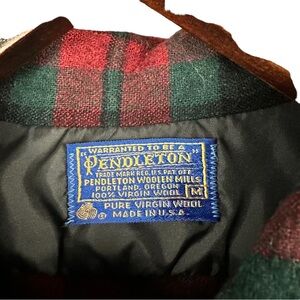 "WARRANTED TO BE A
PENDLETON"
TRADE MARK REG. U.S. PAT. OFF.
PENDLETON WOOLEN MILLS
PORTLAND, OREGON
100% VIRGIN WOOL M
PURE VIRGIN WOOL
MADE IN U.S.A.